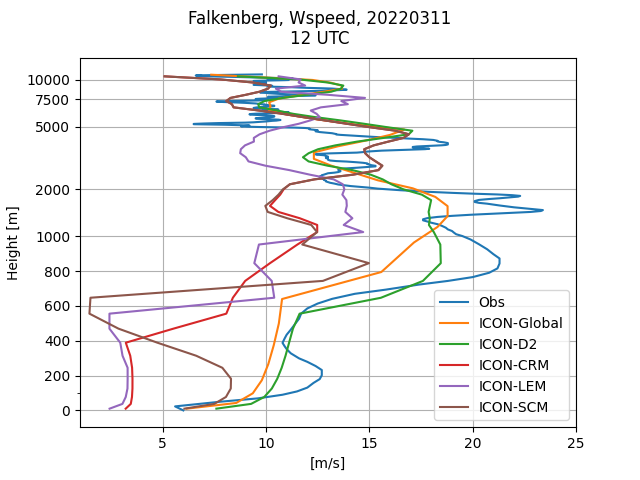 Falkenberg, Wspeed, 20220311
12 UTC
Height [m]
10000
7500
5000
2000
1000
800
600
400
200
0
5
10
15
20
25
[m/s]
Obs
ICON-Global
ICON-D2
ICON-CRM
ICON-LEM
ICON-SCM